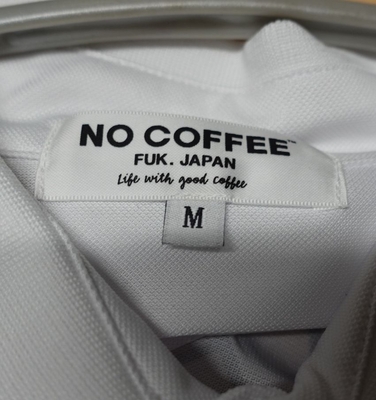 NO COFFEE™
FUK. JAPAN
Life with good Coffee
M